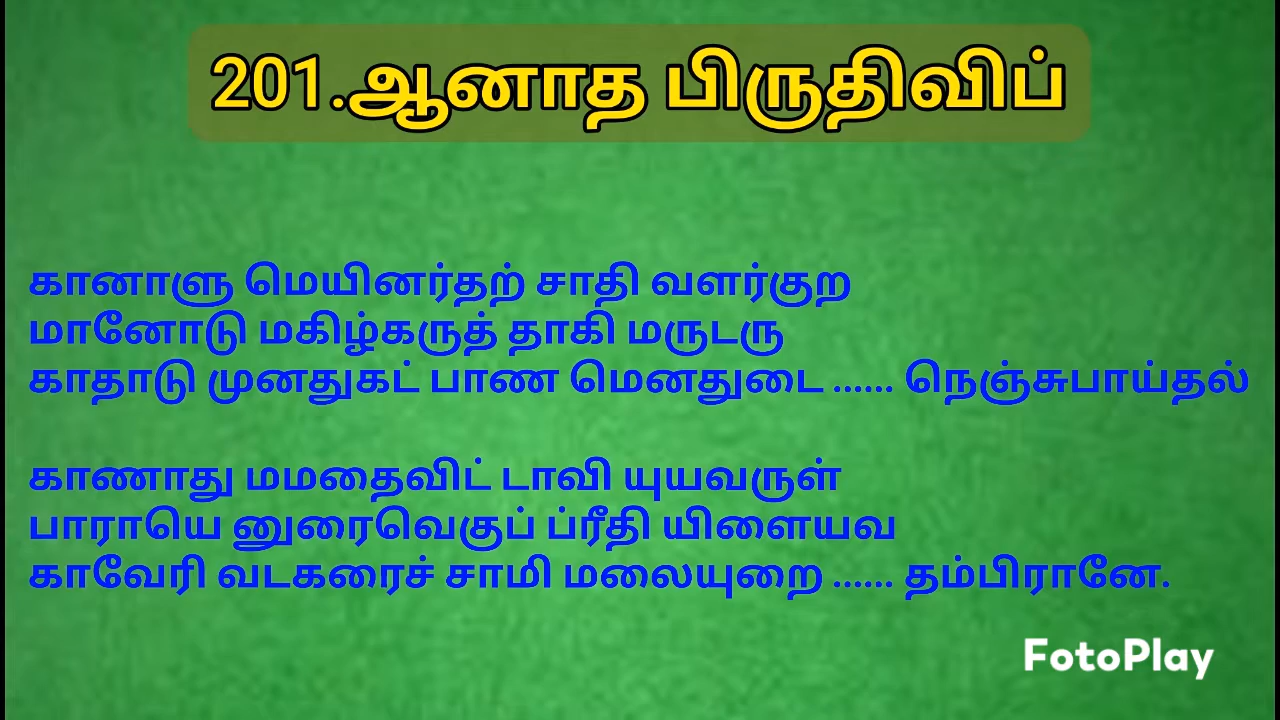 201.ஆனாத பிருதிவிப்
கானாளு மெயினர்தற் சாதி வளர்குற
மானோடு மகிழ்கருத் தாகி மருடரு
காதாடு முனதுகட் பாண மெனதுடை ...... நெஞ்சுபாய்தல்
காணாது மமதைவிட் டாவி யுயவருள்
பாராயெ னுரைவெகுப் ப்ரீதி யிளையவ
காவேரி வடகரைச் சாமி மலையுறை ...... தம்பிரானே.
FotoPlay